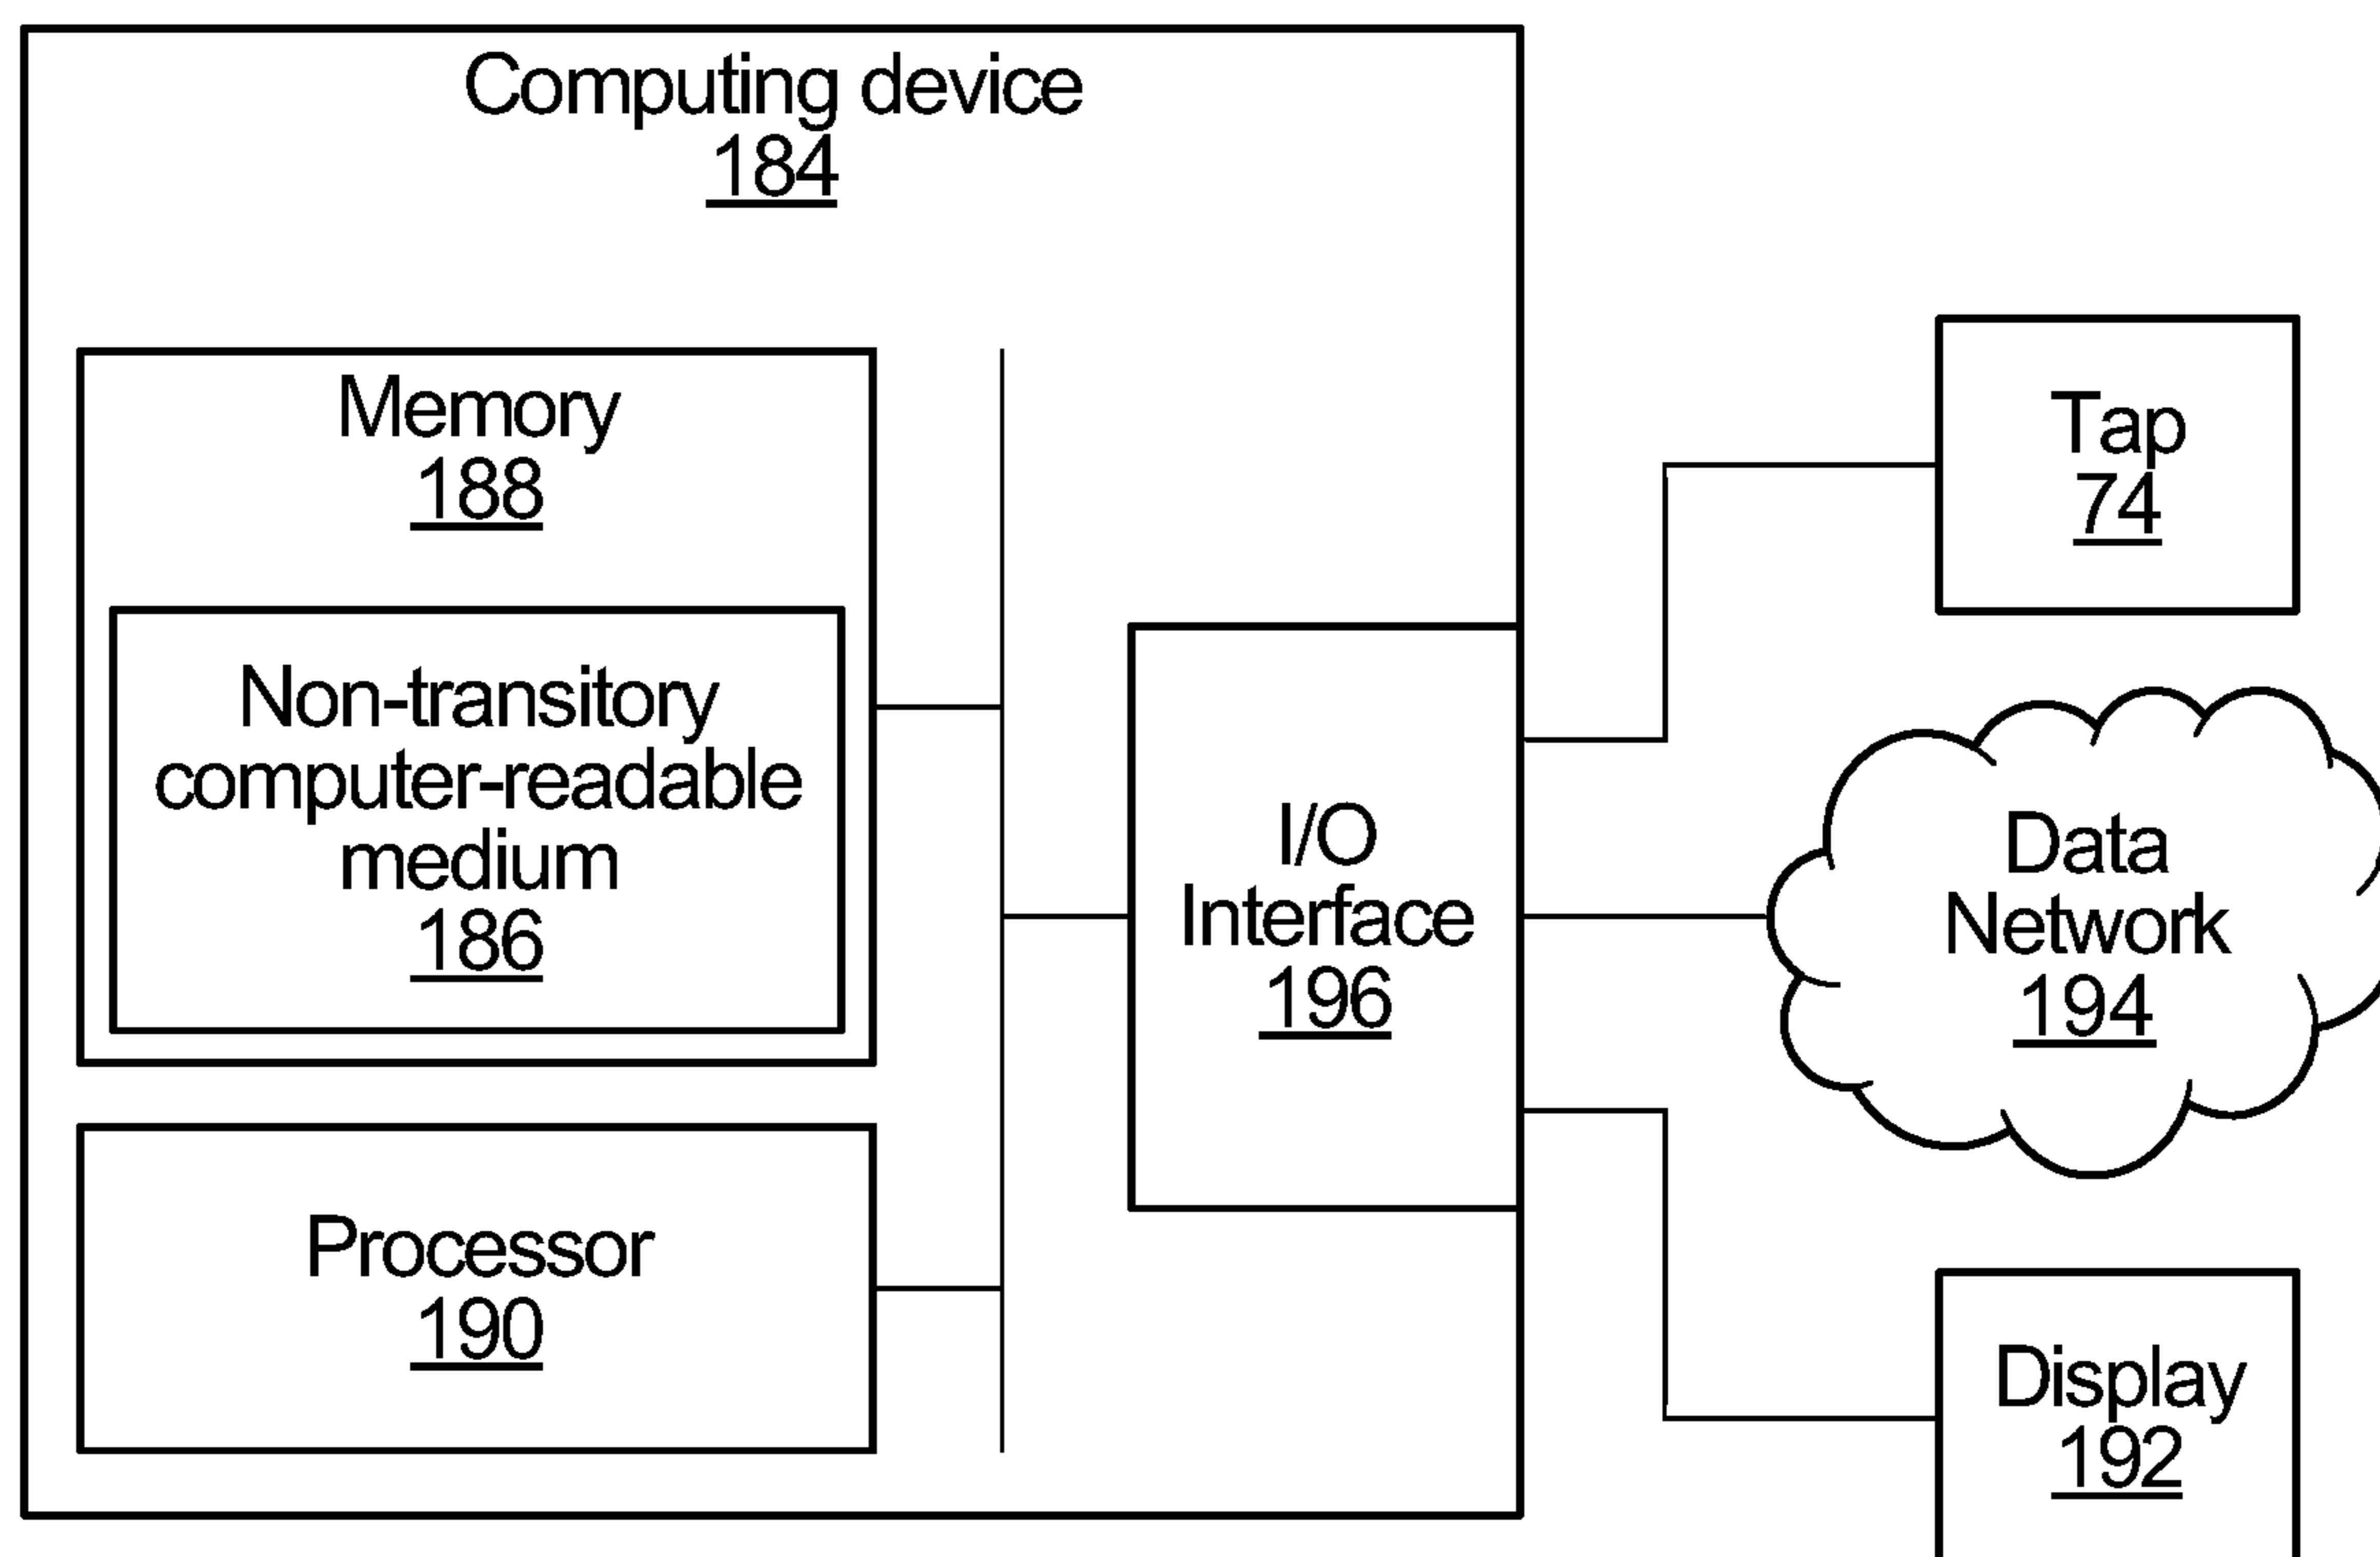 Computing device
184
Memory
188
Non-transitory
computer-readable
medium
186
Processor
190
I/O
Interface
196
Tap
74
Data
Network
194
Display
192